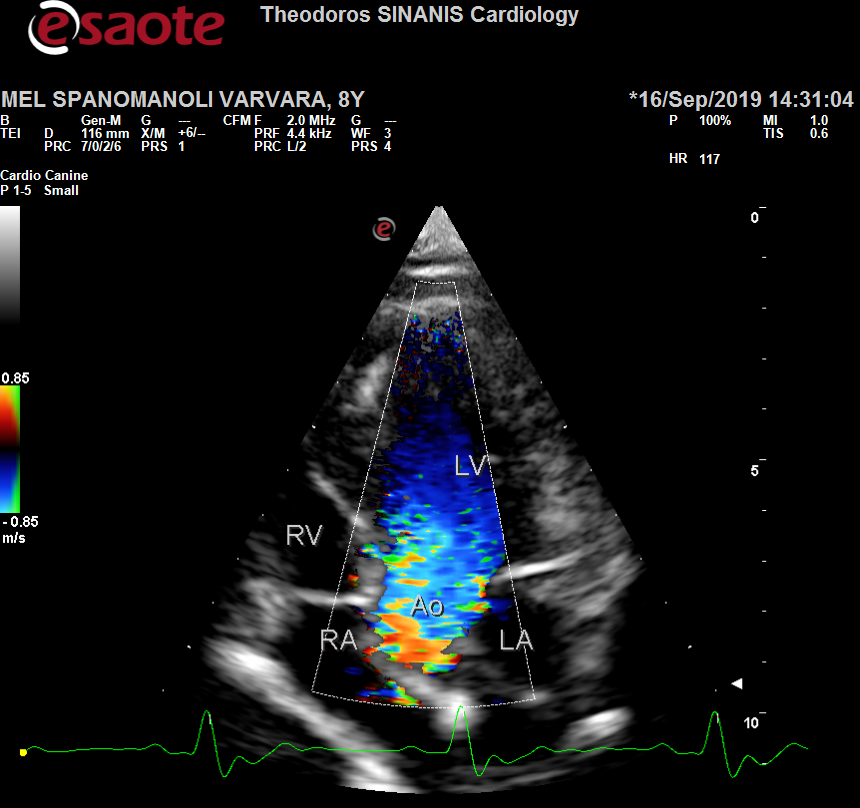 esaote
Theodoros SINANIS Cardiology
MEL SPANOMANOLI VARVARA, 8Y *16/Sep/2019 14:31:04
B Gen-M G --- CFM F 2.0 MHz G --- P 100% MI 1.0
TEI D 116 mm X/M +6/-- PRF 4.4 kHz WF 3 TIS 0.6
PRC 7/0/2/6 PRS 1 PRC L/2 PRS 4
HR 117
Cardio Canine
P 1-5 Small
e
0
0.85
5
LV
- 0.85
m/s
RV
Ao
RA LA
10